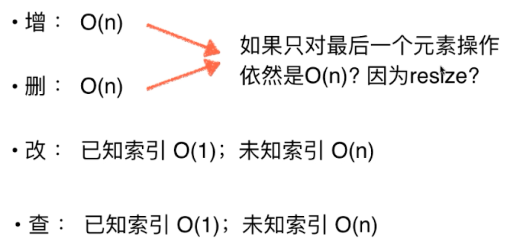 •增： O(n)
如果只对最后一个元素操作
•删： O(n)
依然是O(n)? 因为resize?
•改： 已知索引 O(1)；未知索引 O(n)
•查： 已知索引 O(1)；未知索引 O(n)